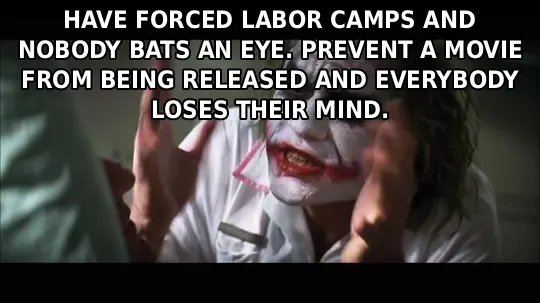 HAVE FORCED LABOR CAMPS AND
NOBODY BATS AN EYE. PREVENT A MOVIE
FROM BEING RELEASED AND EVERYBODY
LOSES THEIR MIND.